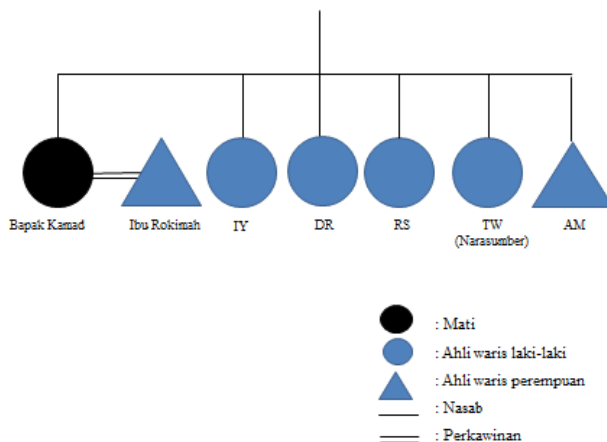 Bapak Kamad
Ibu Rokimah
IY
DR
RS
TW
(Narasumber)
AM
: Mati
: Ahli waris laki-laki
: Ahli waris perempuan
: Nasab
: Perkawinan